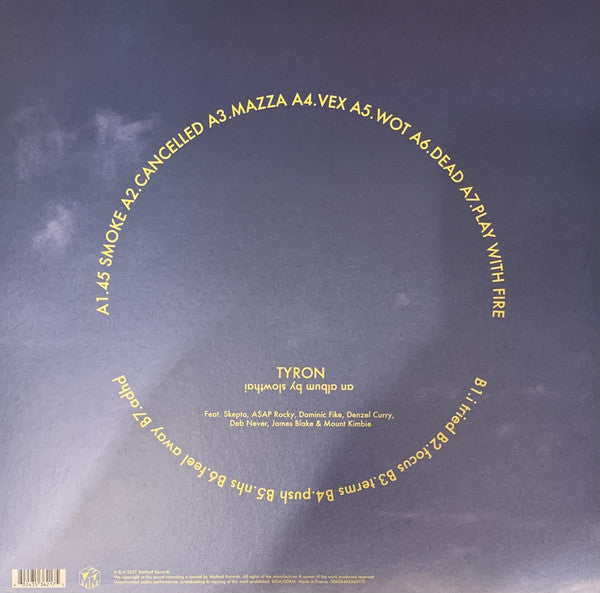 A1.45 SMOKE A2.CANCELLED A3.MAZZA A4.VEX A5.WOT A6.DEAD A7.PLAY WITH FIRE
TYRON
an album by slowthai
Feat. Skepta, A$AP Rocky, Dominic Fike, Denzel Curry,
Deb Never, James Blake & Mount Kimbie
B1.i tried B2.focus B3.terms B4.push B5.nhs B6.feel away B7.adhd